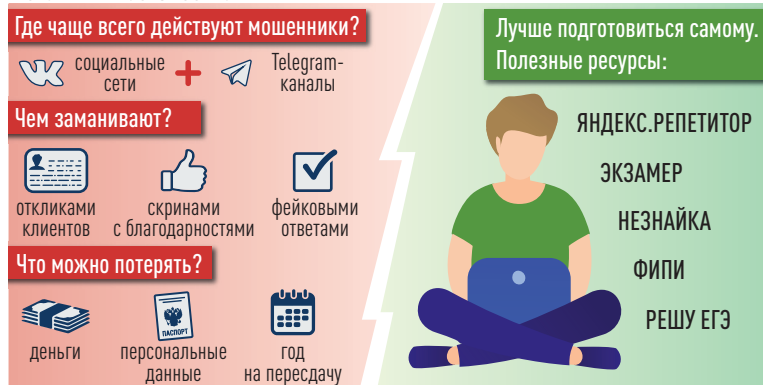 Где чаще всего действуют мошенники?
социальные
сети
Telegram-
каналы
Чем заманивают?
откликами
клиентов
скринами
с благодарностями
фейковыми
ответами
Что можно потерять?
деньги
ПАСПОРТ
персональные
данные
год
на пересдачу
Лучше подготовиться самому.
Полезные ресурсы:
ЯНДЕКС.РЕПЕТИТОР
ЭКЗАМЕР
НЕЗНАЙКА
ФИПИ
РЕШУ ЕГЭ